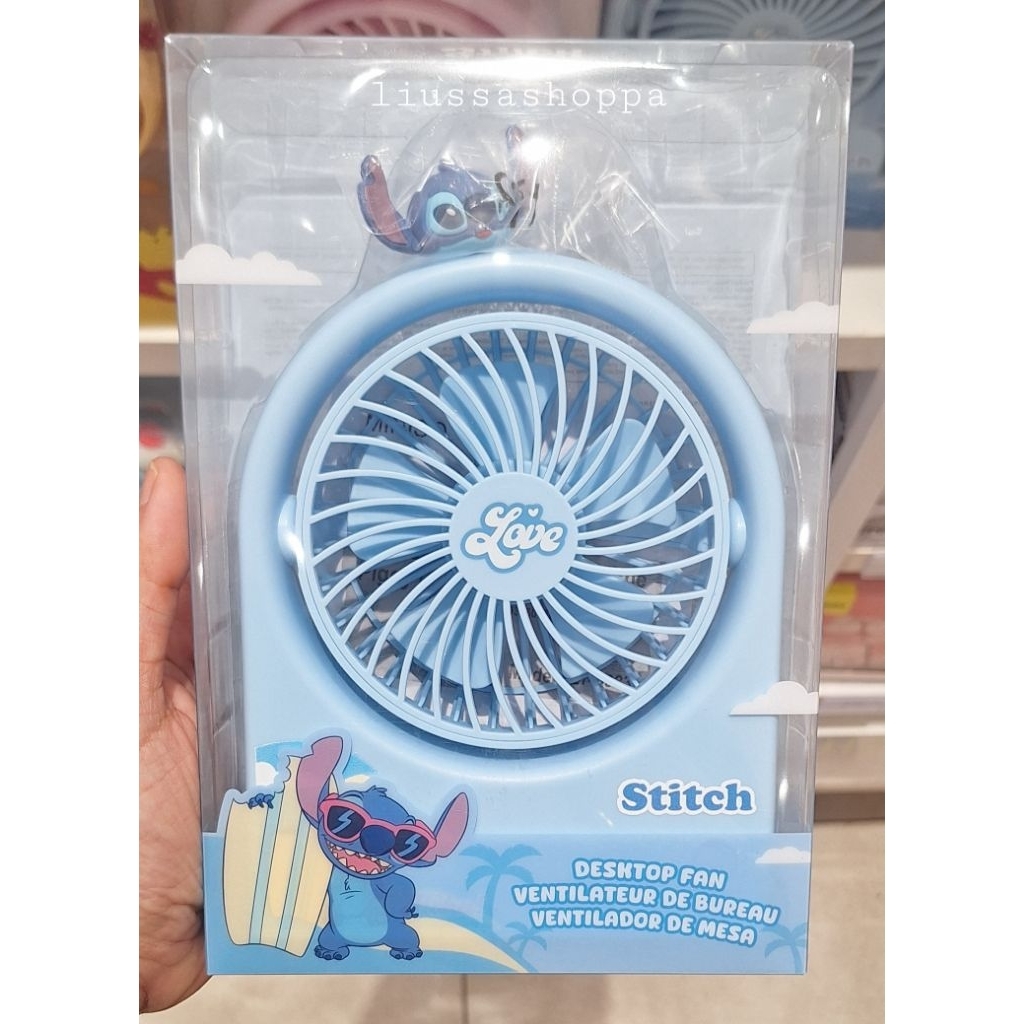 liussashoppa
Love
Stitch
DESKTOP FAN
VENTILATEUR DE BUREAU
VENTILADOR DE MESA